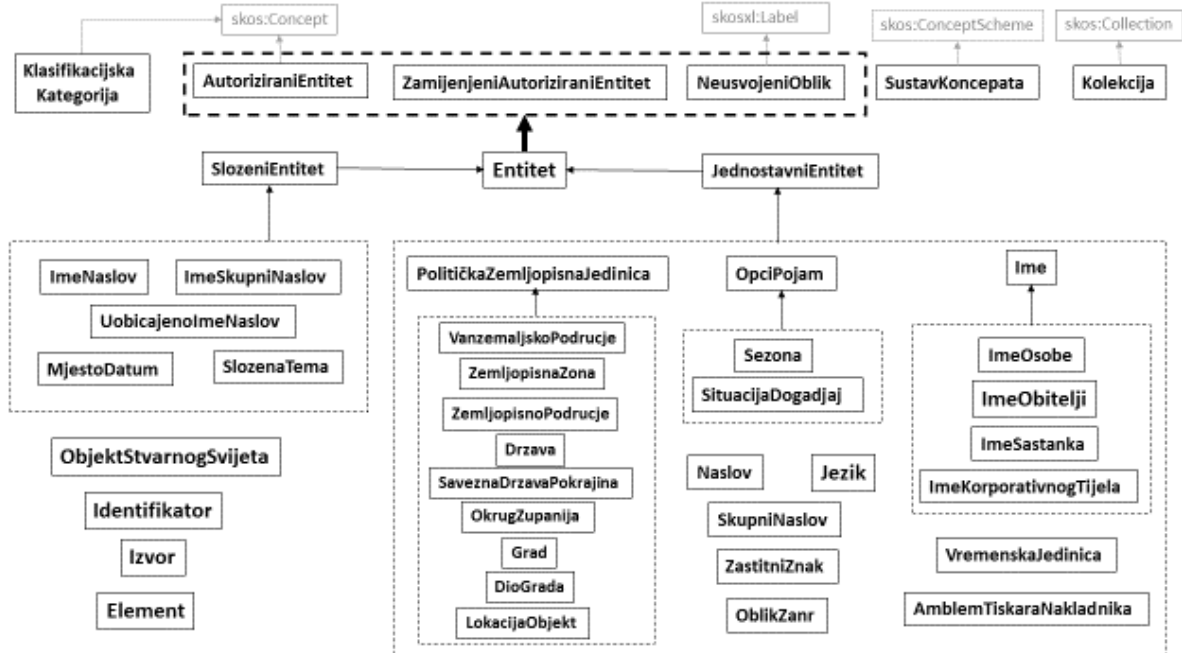 skos:Concept
skosxl:Label
skos:ConceptScheme
skos:Collection
Klasifikacijska
Kategorija
AutoriziraniEntitet
ZamijenjeniAutoriziraniEntitet
NeusvojeniOblik
SustavKoncepata
Kolekcija
SlozeniEntitet
Entitet
JednostavniEntitet
ImeNaslov
ImeSkupniNaslov
UobicajenoImeNaslov
MjestoDatum
SlozenaTema
PolitičkaZemljopisnaJedinica
OpciPojam
Ime
VanzemaljskoPodrucje
ZemljopisnaZona
ZemljopisnoPodrucje
Drzava
SaveznaDrzavaPokrajina
OkrugZupanija
Grad
DioGrada
LokacijaObjekt
Sezona
SituacijaDogadjaj
ImeOsobe
ImeObitelji
ImeSastanka
ImeKorporativnogTijela
Naslov
Jezik
SkupniNaslov
ZastitniZnak
OblikZanr
VremenskaJedinica
AmblemTiskaraNakladnika
ObjektStvarnogSvijeta
Identifikator
Izvor
Element